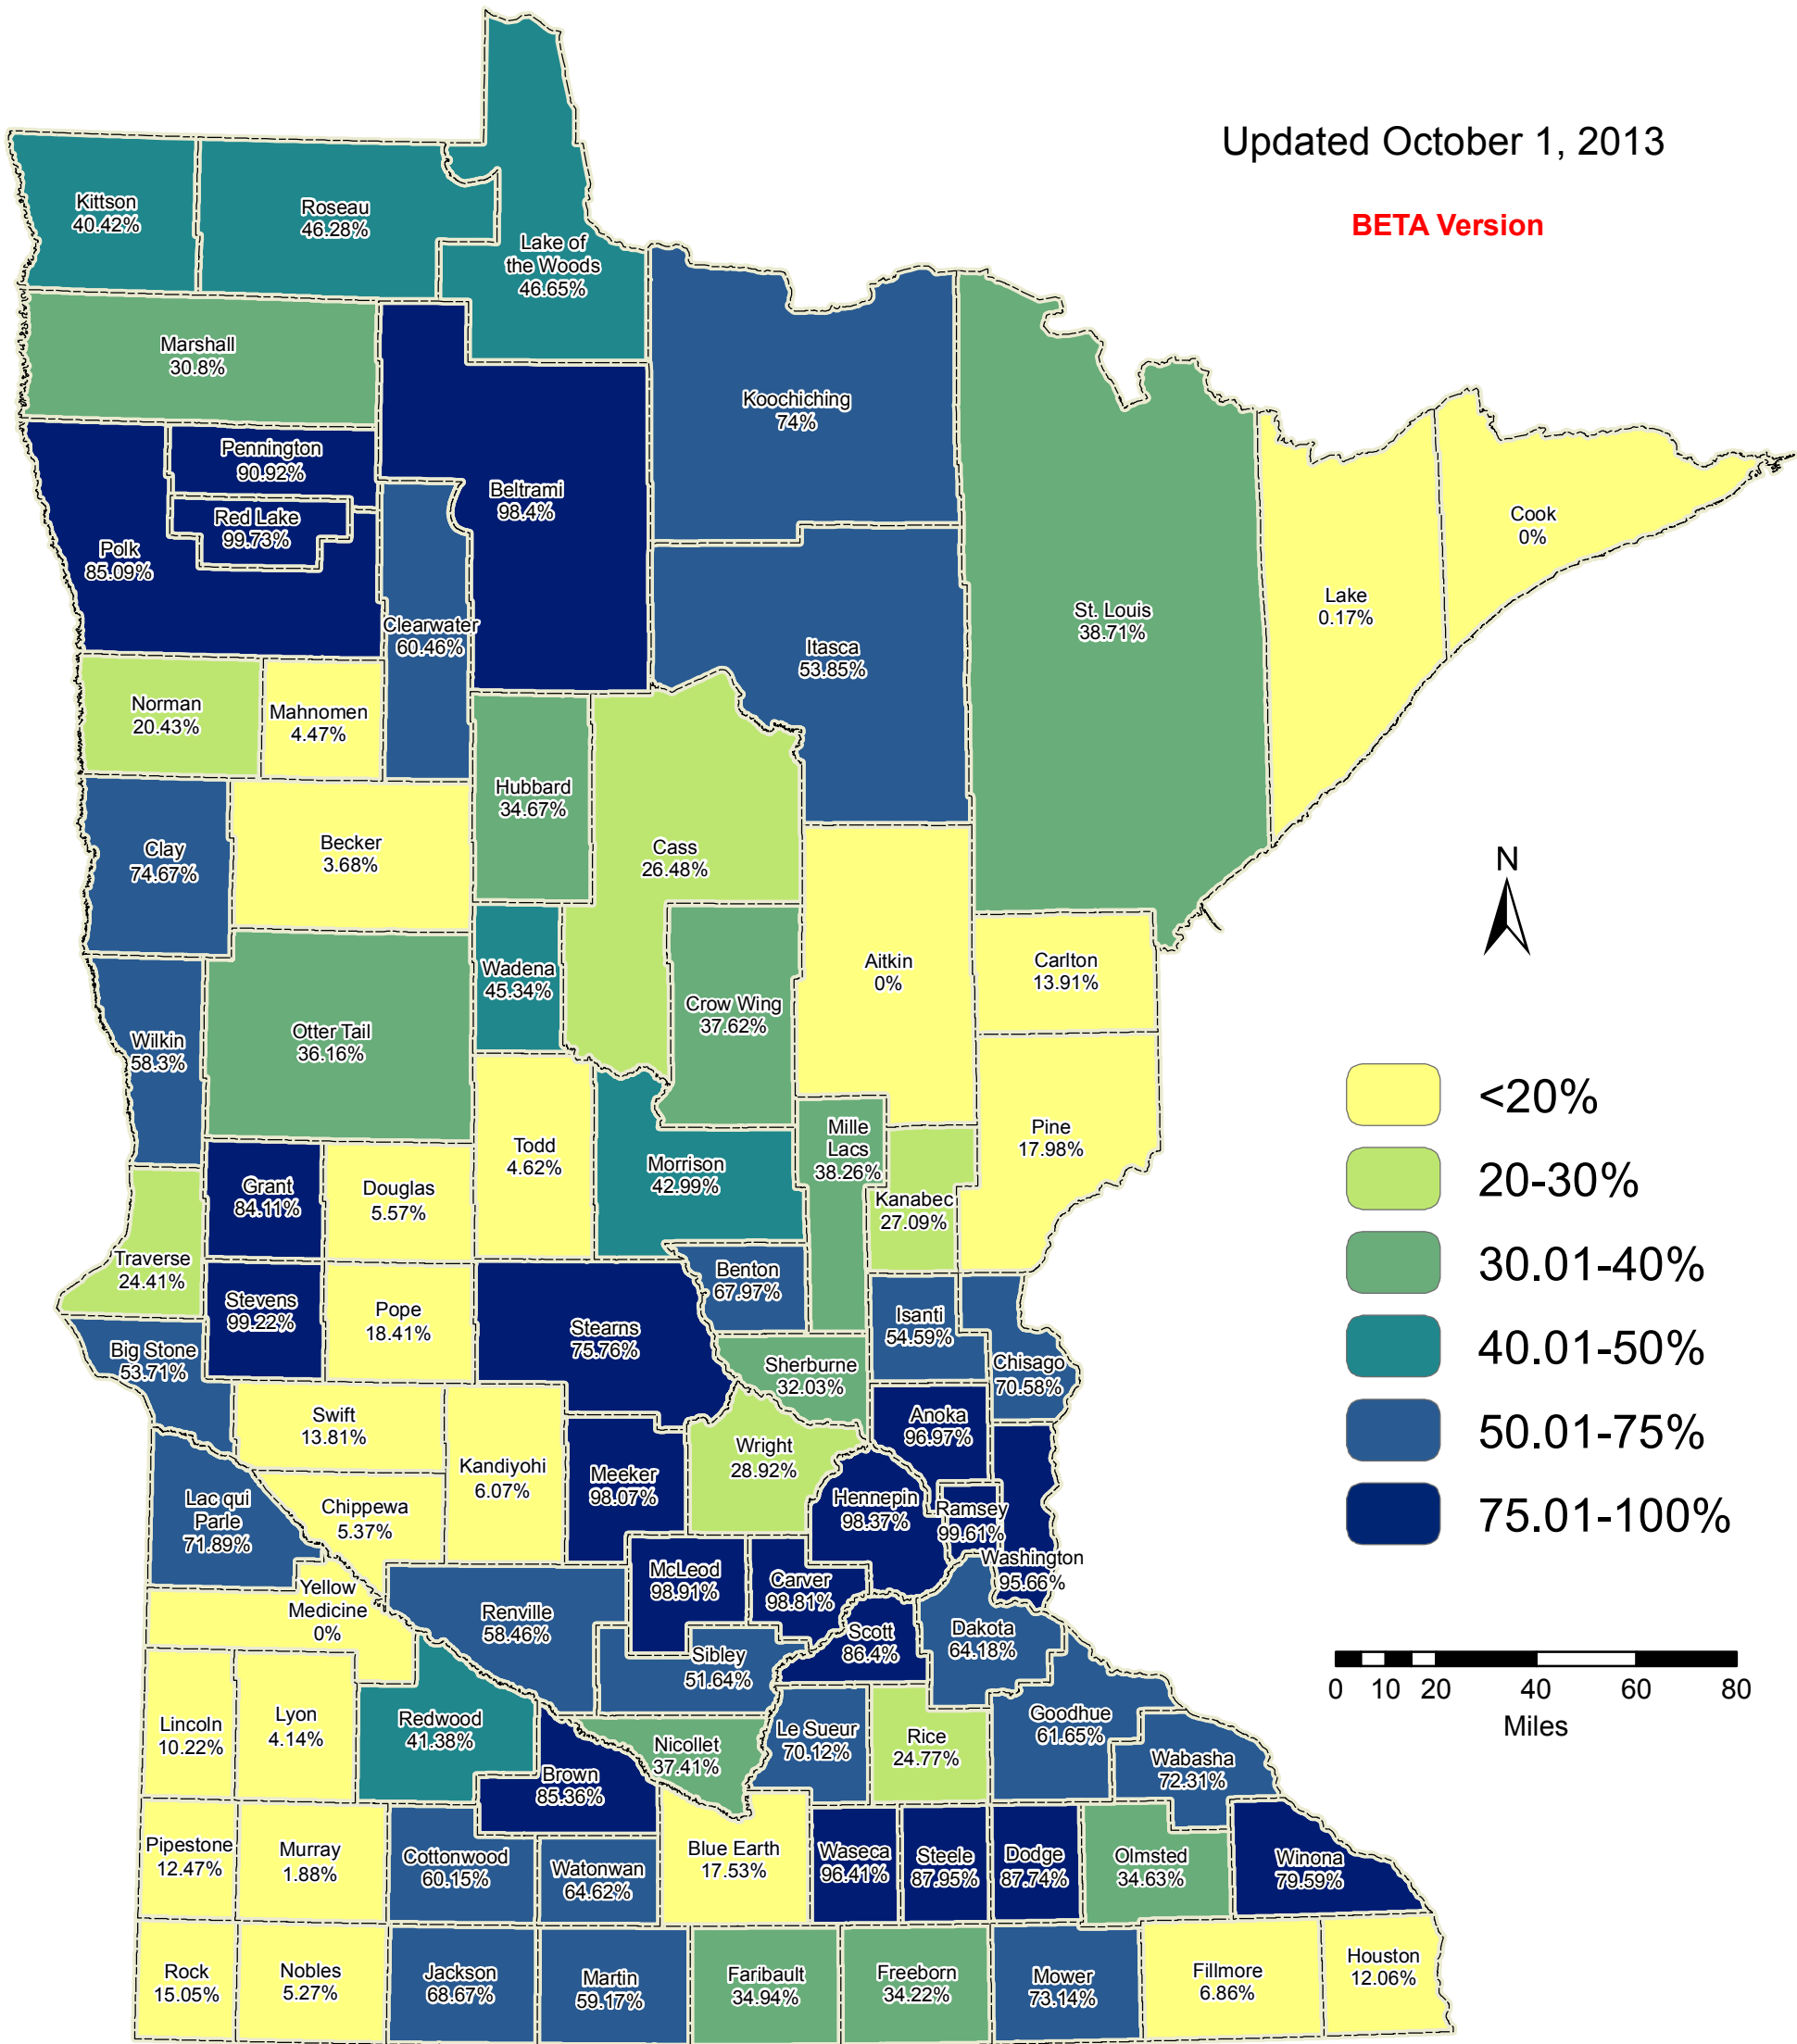 Updated October 1, 2013
BETA Version
Kittson
40.42%
Roseau
46.28%
Lake of
the Woods
46.65%
Marshall
30.8%
Koochiching
74%
Pennington
90.92%
Beltrami
98.4%
Red Lake
99.73%
Polk
85.09%
Cook
0%
Lake
0.17%
St. Louis
38.71%
Clearwater
60.46%
Itasca
53.85%
Norman
20.43%
Mahnomen
4.47%
Hubbard
34.67%
Clay
74.67%
Becker
3.68%
Cass
26.48%
N
Wadena
45.34%
Aitkin
0%
Carlton
13.91%
Crow Wing
37.62%
Wilkin
58.3%
Otter Tail
36.16%
Todd
4.62%
Morrison
42.99%
Mille
Lacs
38.26%
Pine
17.98%
Grant
84.11%
Douglas
5.57%
Kanabec
27.09%
Traverse
24.41%
Benton
67.97%
Stevens
99.22%
Pope
18.41%
Stearns
75.76%
Isanti
54.59%
Big Stone
53.71%
Sherburne
32.03%
Chisago
70.58%
Swift
13.81%
Anoka
96.97%
Kandiyohi
6.07%
Meeker
98.07%
Wright
28.92%
Lac qui
Parle
71.89%
Chippewa
5.37%
Hennepin
98.37%
Ramsey
99.61%
Washington
95.66%
McLeod
98.91%
Carver
98.81%
Yellow
Medicine
0%
Renville
58.46%
Scott
86.4%
Dakota
64.18%
Sibley
51.64%
Lincoln
10.22%
Lyon
4.14%
Redwood
41.38%
Nicollet
37.41%
Le Sueur
70.12%
Rice
24.77%
Goodhue
61.65%
Wabasha
72.31%
Brown
85.36%
Pipestone
12.47%
Murray
1.88%
Cottonwood
60.15%
Watonwan
64.62%
Blue Earth
17.53%
Waseca
96.41%
Steele
87.95%
Dodge
87.74%
Olmsted
34.63%
Winona
79.59%
Rock
15.05%
Nobles
5.27%
Jackson
68.67%
Martin
59.17%
Faribault
34.94%
Freeborn
34.22%
Mower
73.14%
Fillmore
6.86%
Houston
12.06%
<20%
20-30%
30.01-40%
40.01-50%
50.01-75%
75.01-100%
0 10 20 40 60 80
Miles